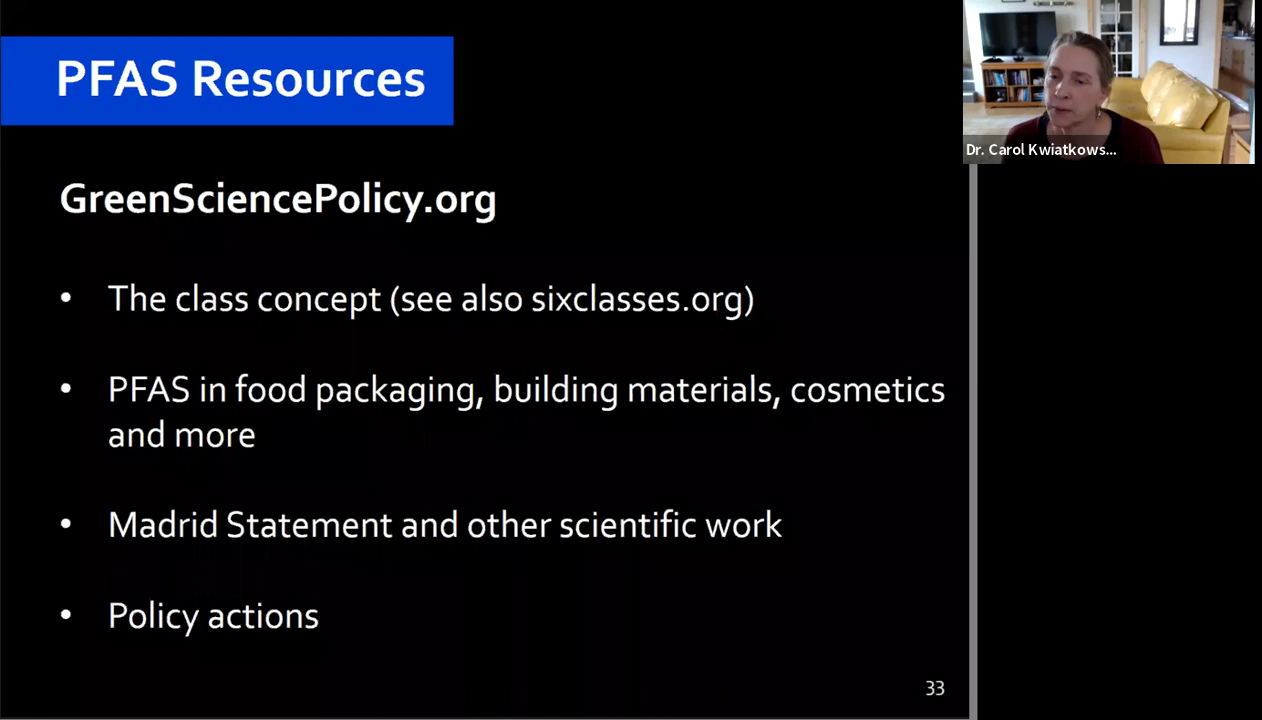 PFAS Resources
Dr. Carol Kwiatkows...
GreenSciencePolicy.org
• The class concept (see also sixclasses.org)
• PFAS in food packaging, building materials, cosmetics
and more
• Madrid Statement and other scientific work
• Policy actions
33